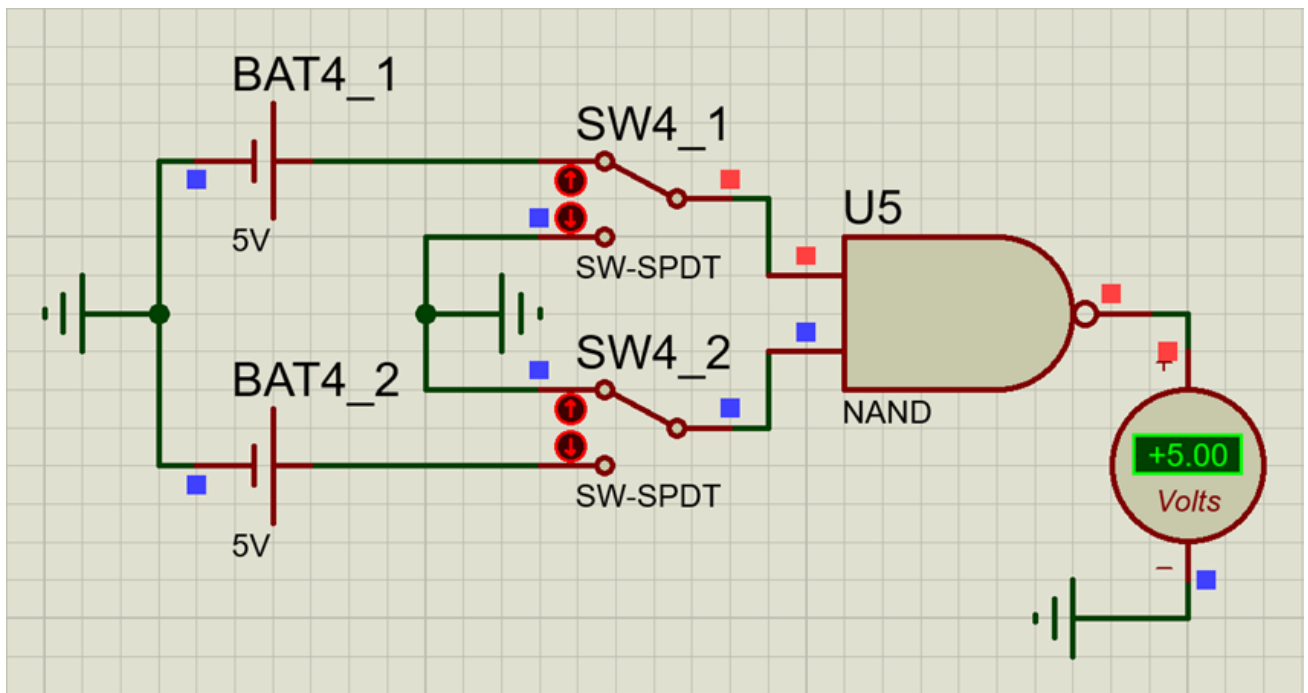 BAT4_1
5V
SW4_1
SW-SPDT
U5
NAND
BAT4_2
5V
SW4_2
SW-SPDT
+
+5.00
Volts
−